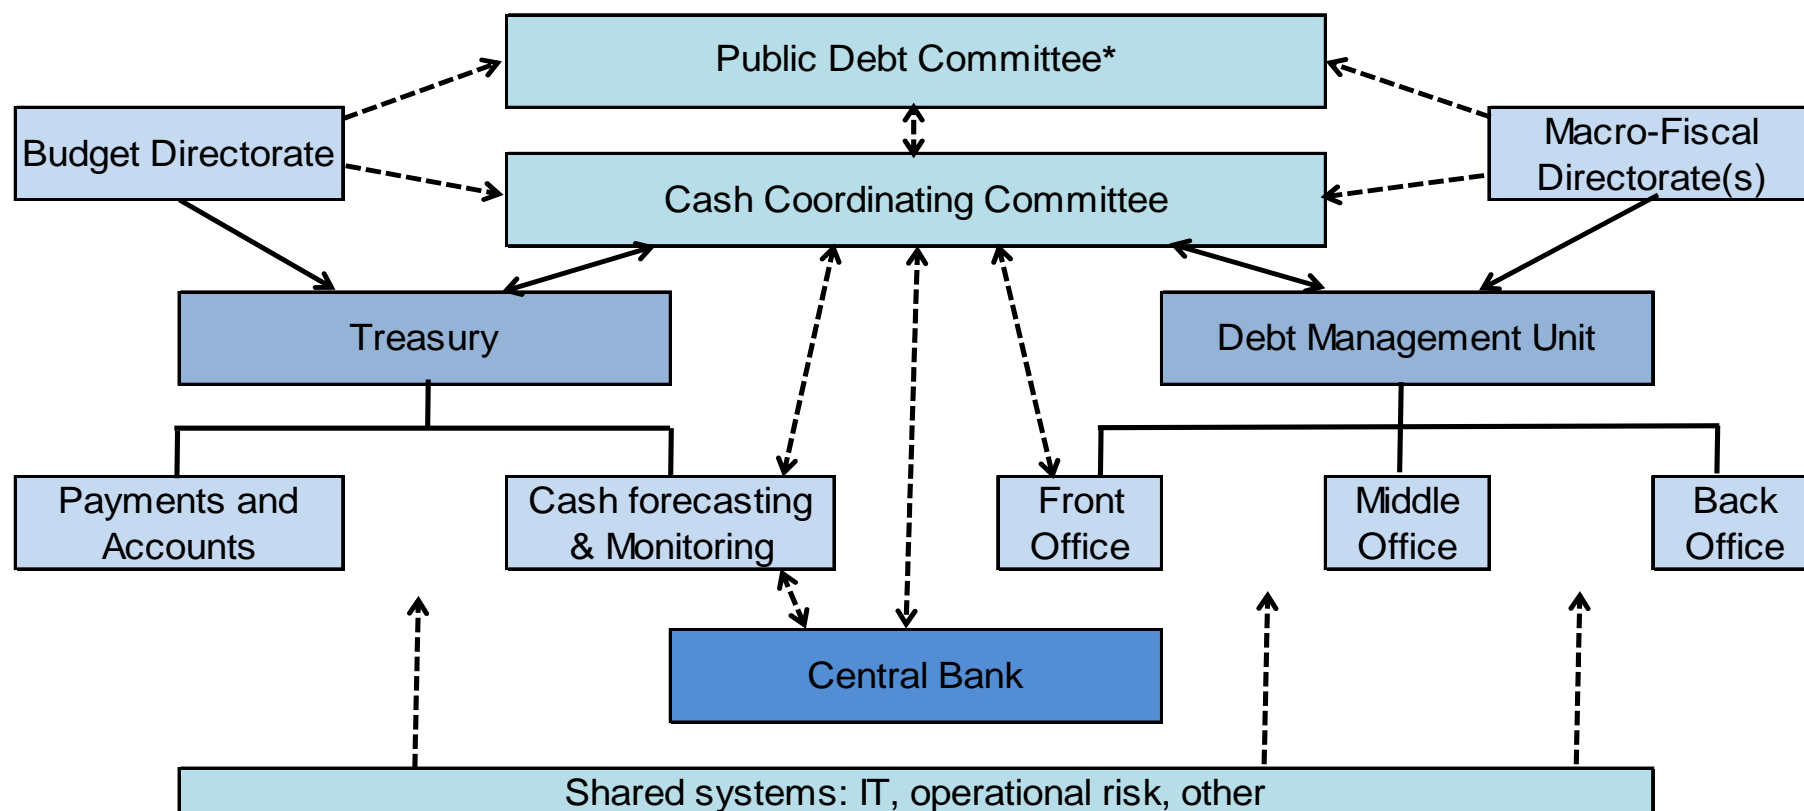 Public Debt Committee*
Budget Directorate
Macro-Fiscal
Directorate(s)
Cash Coordinating Committee
Treasury
Debt Management Unit
Payments and
Accounts
Cash forecasting
& Monitoring
Front
Office
Middle
Office
Back
Office
Central Bank
Shared systems: IT, operational risk, other